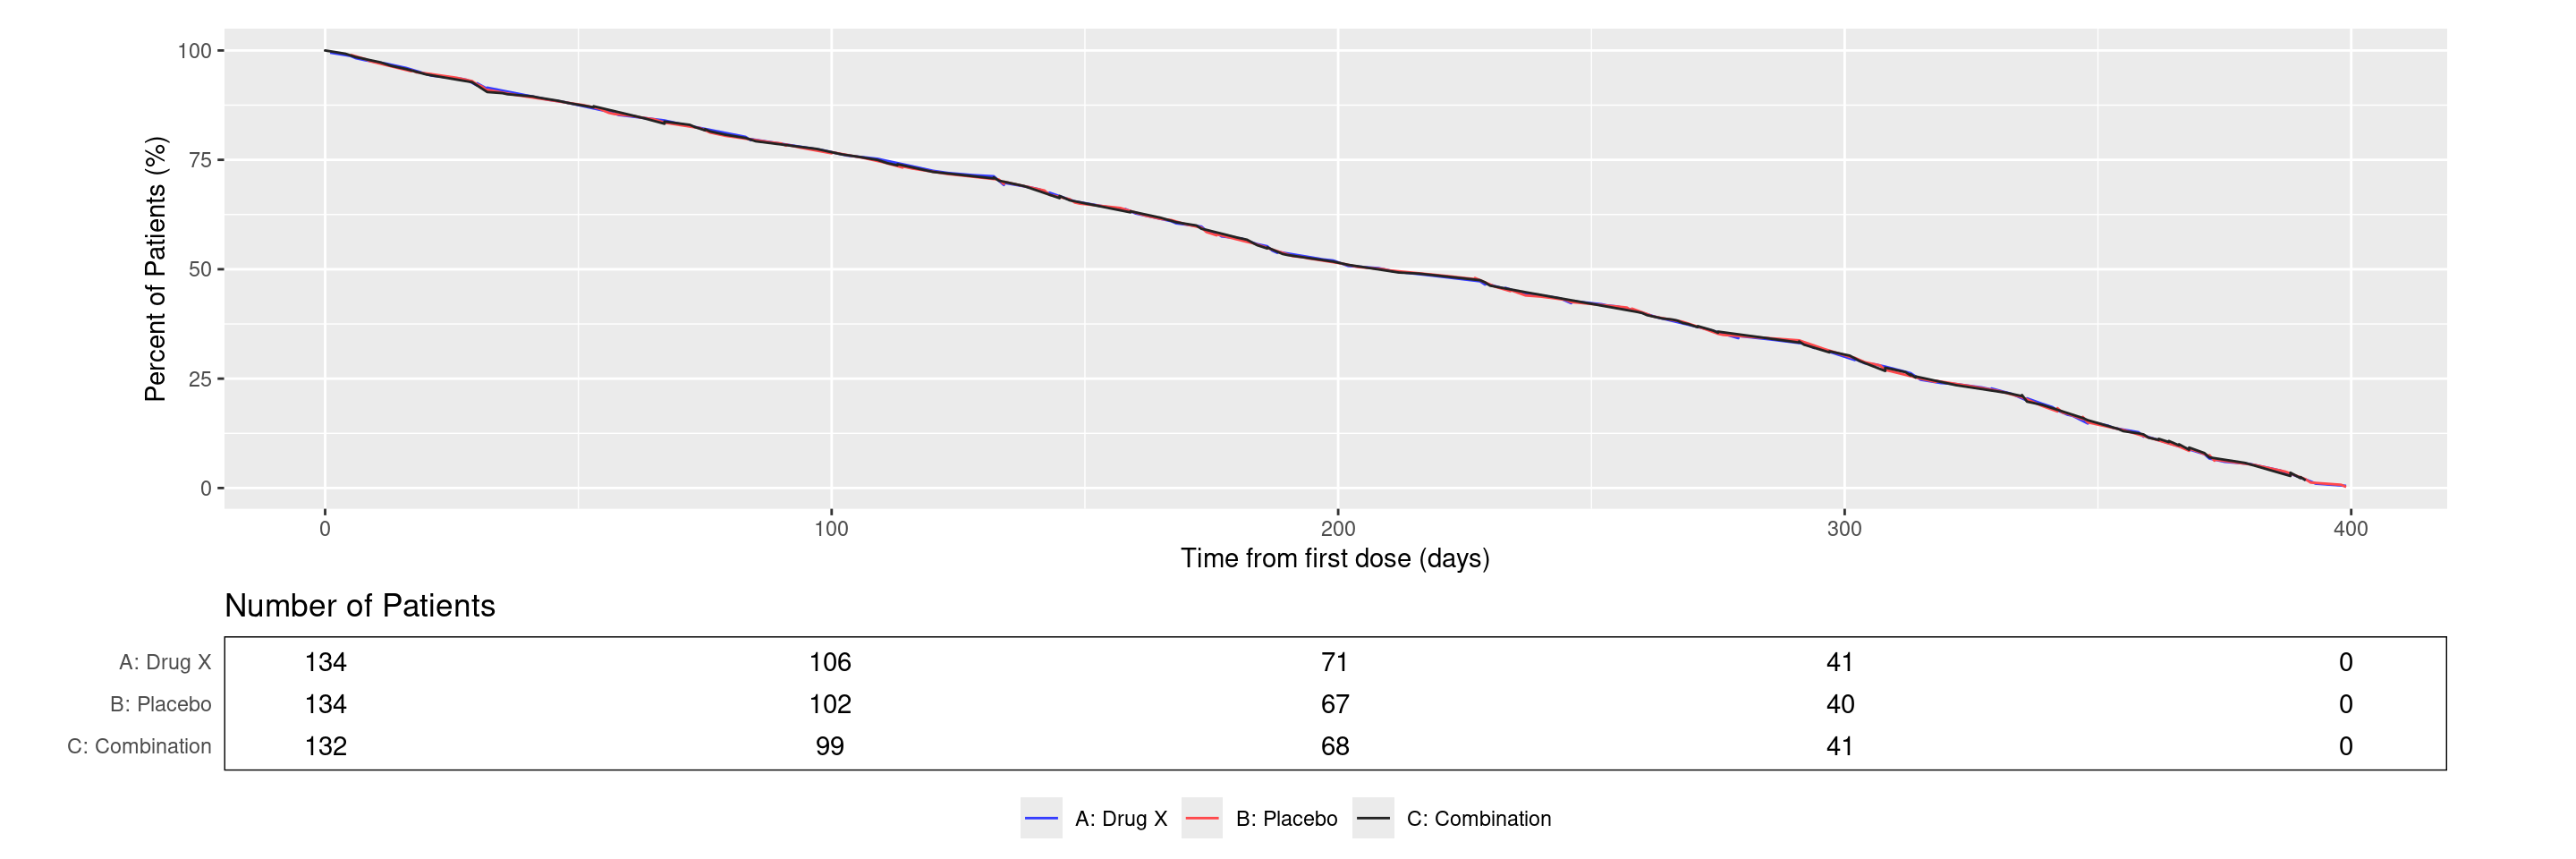 100
75
50
25
0
Percent of Patients (%)
0 100 200 300 400
Time from first dose (days)
Number of Patients
A: Drug X 134 106 71 41 0
B: Placebo 134 102 67 40 0
C: Combination 132 99 68 41 0
A: Drug X B: Placebo C: Combination